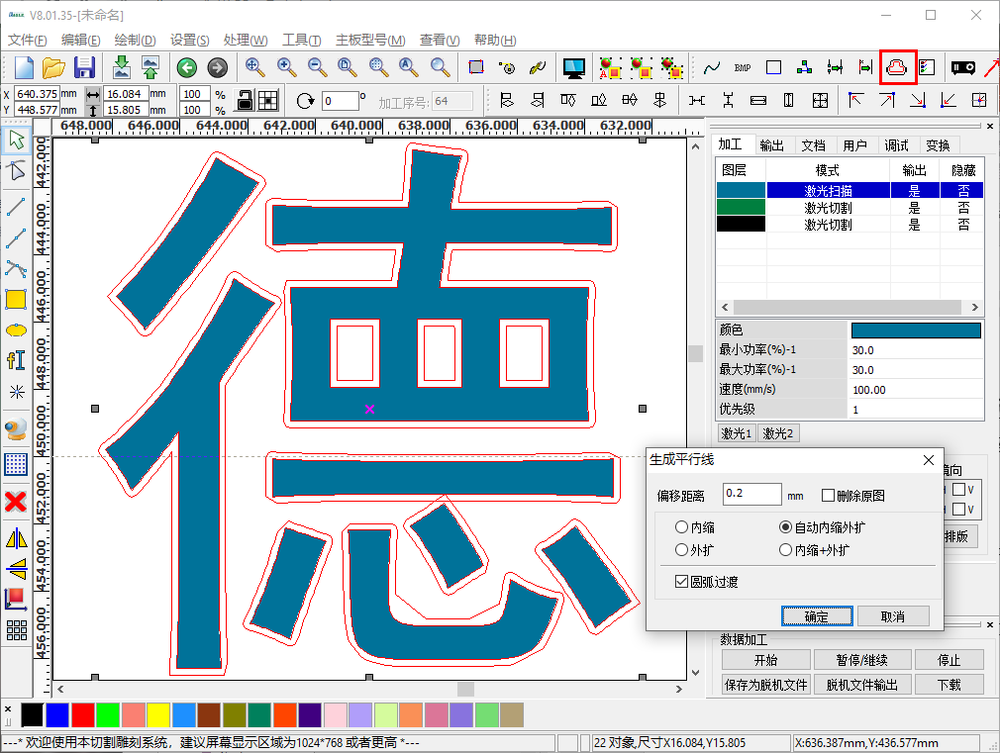 V8.01.35-[未命名]
文件(F) 编辑(E) 绘制(D) 设置(S) 处理(W) 工具(T) 主板型号(M) 查看(V) 帮助(H)
BMP
X 640.375 mm 16.084 mm 100 % 0 ° 加工序号: 64
Y 448.577 mm 15.805 mm 100 %
648.000 646.000 644.000 642.000 640.000 638.000 636.000 634.000 632.000
442.000
444.000
446.000
448.000
450.000
452.000
454.000
456.000
德
加工 输出 文档 用户 调试 变换
图层 模式 输出 隐藏
激光扫描 是 否
激光切割 是 否
激光切割 是 否
颜色
最小功率(%)-1 30.0
最大功率(%)-1 30.0
速度(mm/s) 100.00
优先级 1
激光1 激光2
镜向
V
V
排版
生成平行线
偏移距离 0.2 mm 删除原图
内缩 自动内缩外扩
外扩 内缩+外扩
圆弧过渡
确定 取消
数据加工
开始 暂停/继续 停止
保存为脱机文件 脱机文件输出 下载
---* 欢迎使用本切割雕刻系统，建议屏幕显示区域为1024*768 或者更高 *---
22 对象,尺寸X16.084,Y15.805
X:636.387mm,Y:436.577mm